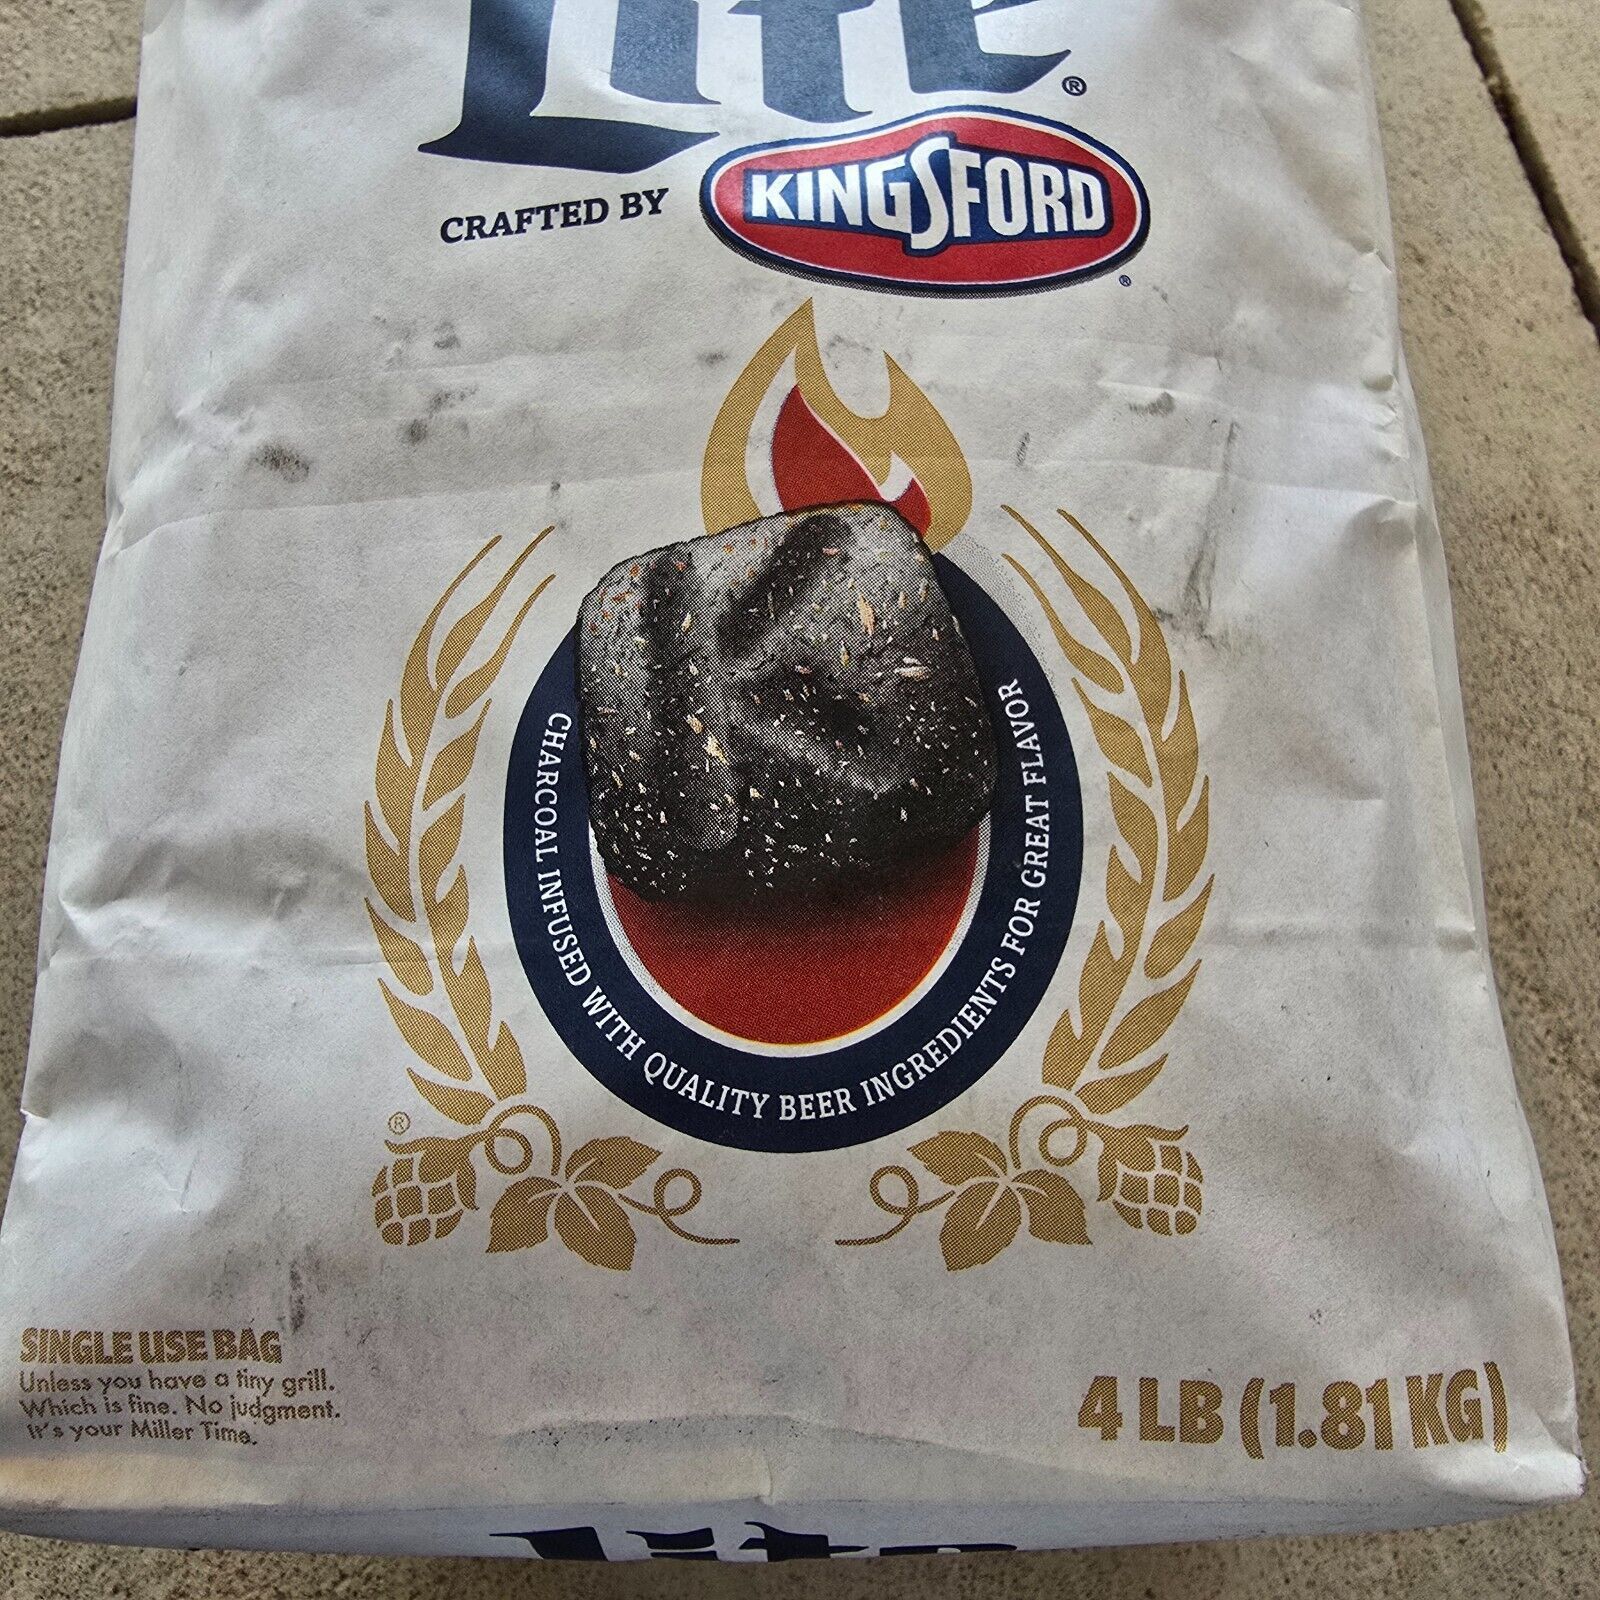 Lite®
CRAFTED BY KINGSFORD®
CHARCOAL INFUSED WITH QUALITY BEER INGREDIENTS FOR GREAT FLAVOR
®
SINGLE USE BAG
Unless you have a tiny grill.
Which is fine. No judgment.
It's your Miller Time.
4 LB (1.81 KG)
Lite